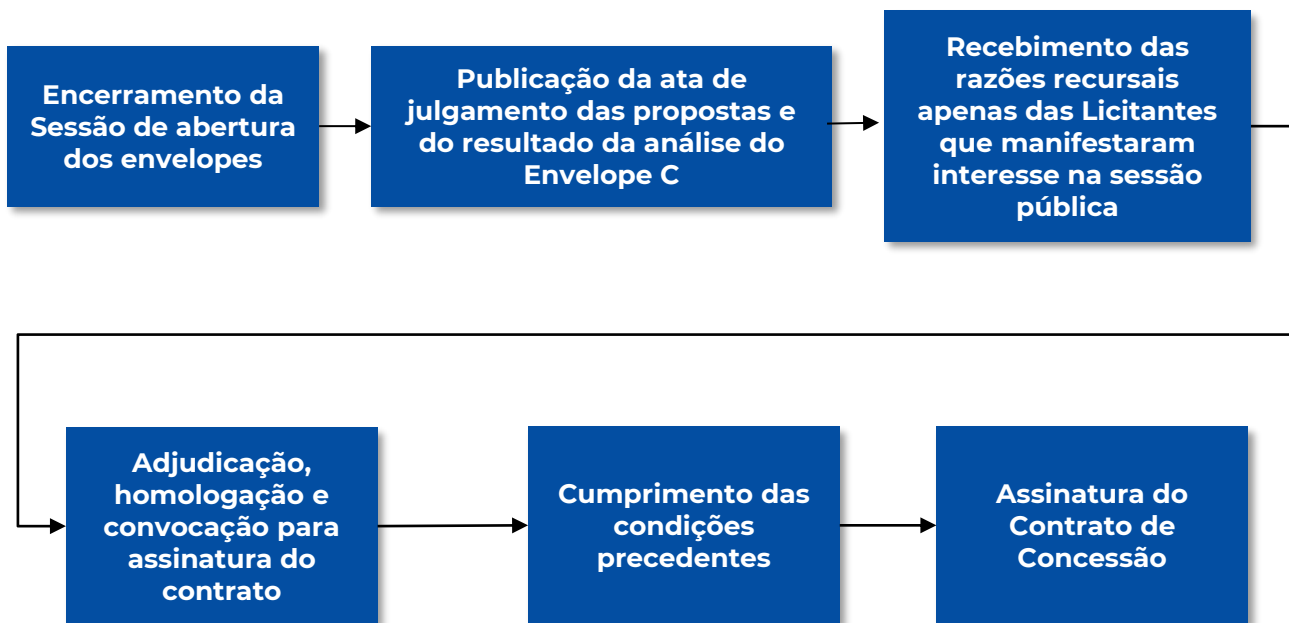 Encerramento da
Sessão de abertura
dos envelopes
Publicação da ata de
julgamento das propostas e
do resultado da análise do
Envelope C
Recebimento das
razões recursais
apenas das Licitantes
que manifestaram
interesse na sessão
pública
Adjudicação,
homologação e
convocação para
assinatura do
contrato
Cumprimento das
condições
precedentes
Assinatura do
Contrato de
Concessão